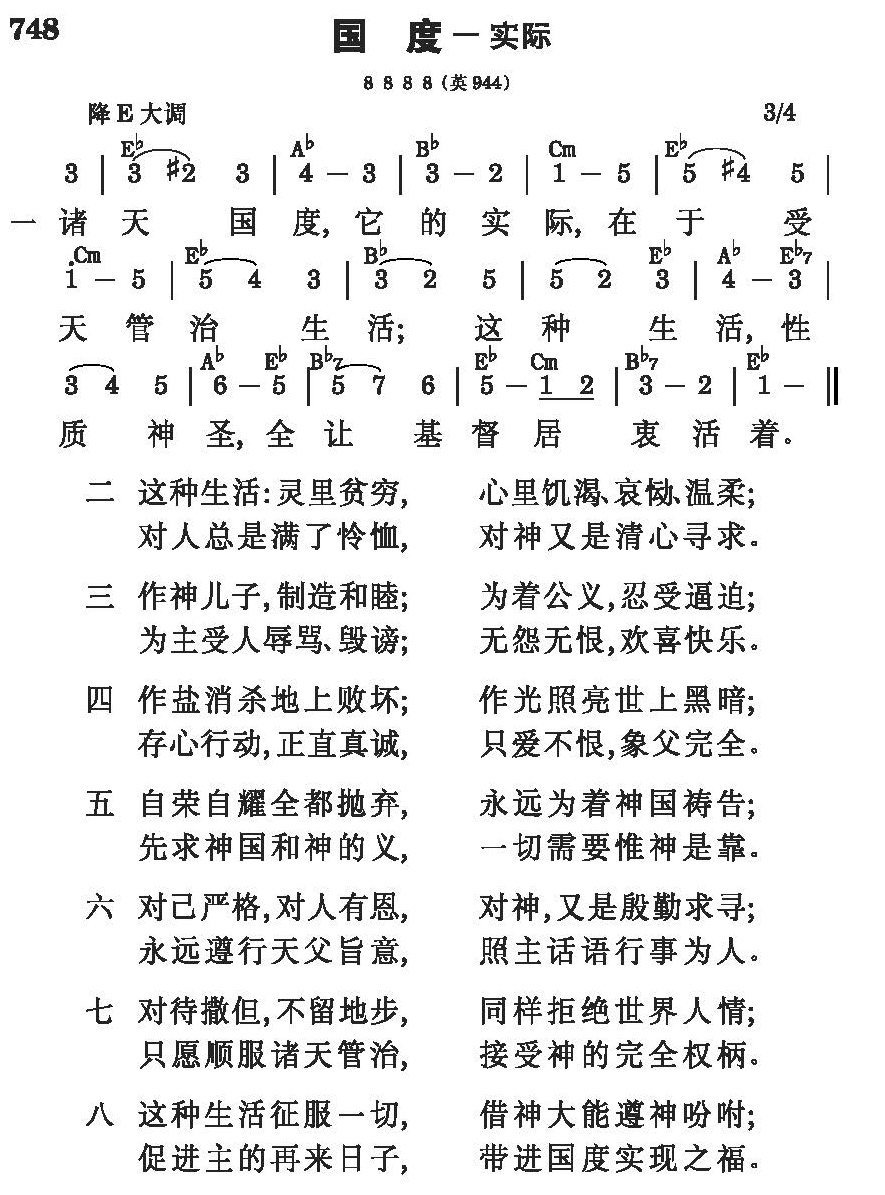 748
国 度－实际
8 8 8 8 (英944)
降E大调 3/4
E♭ A♭ B♭ Cm E♭
3 | 3 ♯2 3 | 4 － 3 | 3 － 2 | 1 － 5 | 5 ♯4 5 |
一 诸 天 国 度, 它 的 实 际, 在 于 受
Cm E♭ B♭ E♭ A♭ E♭7
i － 5 | 5 4 3 | 3 2 5 | 5 2 3 | 4 － 3 |
天 管 治 生 活; 这 种 生 活, 性
A♭ E♭ B♭7 E♭ Cm B♭7 E♭
3 4 5 | 6 － 5 | 5 7 6 | 5 － 1 2 | 3 － 2 | 1 － ‖
质 神 圣, 全 让 基 督 居 衷 活 着。
二 这种生活:灵里贫穷, 心里饥渴、哀恸、温柔;
对人总是满了怜恤, 对神又是清心寻求。
三 作神儿子,制造和睦; 为着公义,忍受逼迫;
为主受人辱骂、毁谤; 无怨无恨,欢喜快乐。
四 作盐消杀地上败坏; 作光照亮世上黑暗;
存心行动,正直真诚, 只爱不恨,象父完全。
五 自荣自耀全都抛弃, 永远为着神国祷告;
先求神国和神的义, 一切需要惟神是靠。
六 对己严格,对人有恩, 对神,又是殷勤求寻;
永远遵行天父旨意, 照主话语行事为人。
七 对待撒但,不留地步, 同样拒绝世界人情;
只愿顺服诸天管治, 接受神的完全权柄。
八 这种生活征服一切, 借神大能遵神吩咐;
促进主的再来日子, 带进国度实现之福。